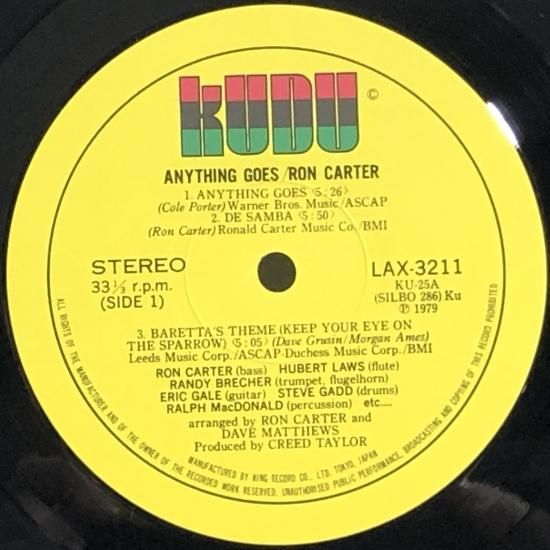 KUDU ©
ANYTHING GOES/RON CARTER
1. ANYTHING GOES <5:26>
(Cole Porter) Warner Bros. Music/ASCAP
2. DE SAMBA <5:50>
(Ron Carter) Ronald Carter Music Co./BMI
STEREO
33⅓ r.p.m.
(SIDE 1)
LAX-3211
KU-25A
(SILBO 286) Ku
℗ 1979
3. BARETTA'S THEME (KEEP YOUR EYE ON
THE SPARROW) <5:05> (Dave Grusin/Morgan Ames)
Leeds Music Corp./ASCAP-Duchess Music Corp./BMI
RON CARTER (bass) HUBERT LAWS (flute)
RANDY BRECHER (trumpet, flugelhorn)
ERIC GALE (guitar) STEVE GADD (drums)
RALPH MacDONALD (percussion) etc.....
arranged by RON CARTER and
DAVE MATTHEWS
Produced by CREED TAYLOR
ALL RIGHTS OF THE MANUFACTURER AND OF THE OWNER OF THE RECORDED WORK RESERVED. UNAUTHORISED PUBLIC PERFORMANCE, BROADCASTING AND COPYING OF THIS RECORD PROHIBITED
MANUFACTURED BY KING RECORD CO., LTD. TOKYO, JAPAN